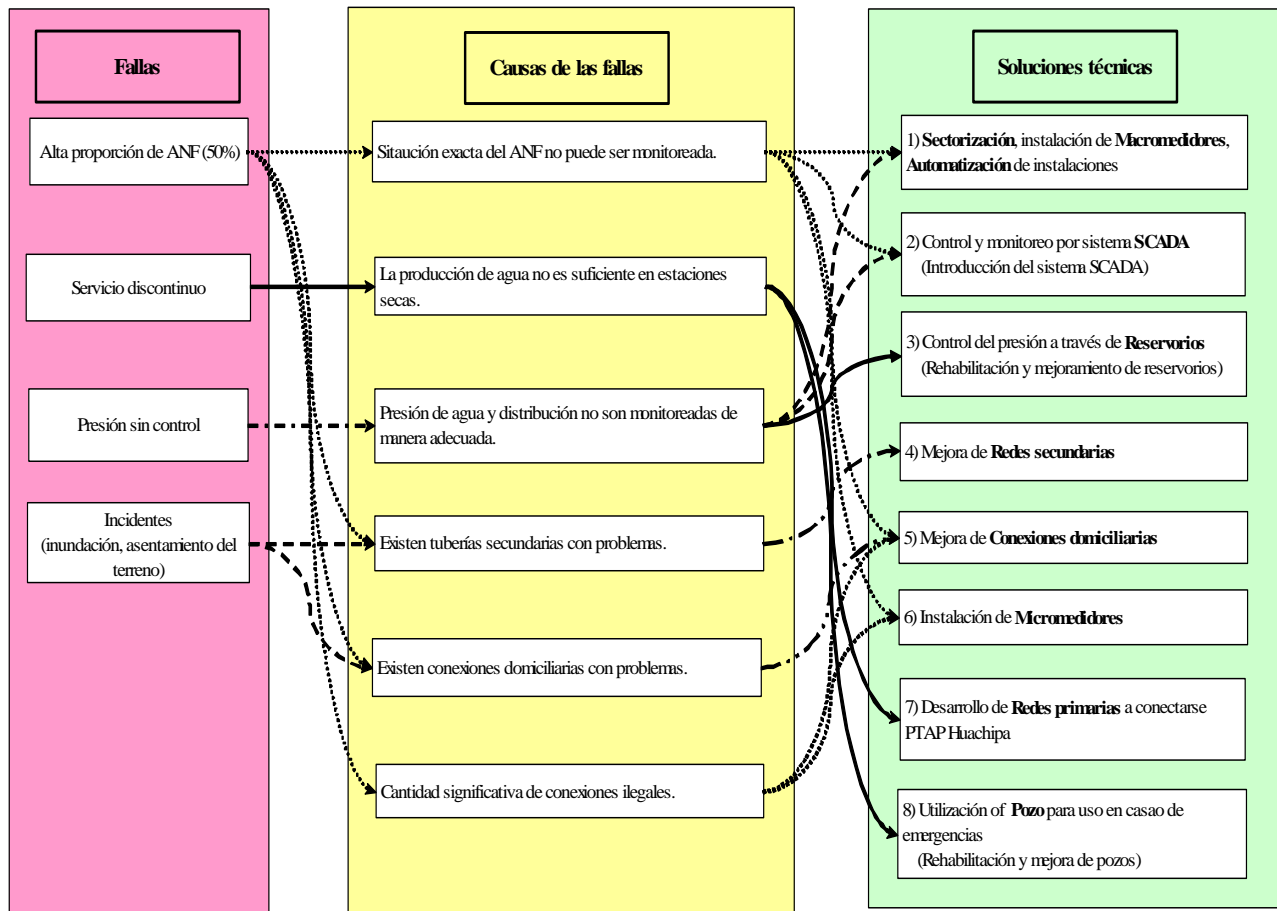 Fallas
Alta proporción de ANF (50%)
Servicio discontinuo
Presión sin control
Incidentes
(inundación, asentamiento del
terreno)
Causas de las fallas
Sitaución exacta del ANF no puede ser monitoreada.
La producción de agua no es suficiente en estaciones
secas.
Presión de agua y distribución no son monitoreadas de
manera adecuada.
Existen tuberías secundarias con problemas.
Existen conexiones domiciliarias con problemas.
Cantidad significativa de conexiones ilegales.
Soluciones técnicas
1) Sectorización, instalación de Macromedidores,
Automatización de instalaciones
2) Control y monitoreo por sistema SCADA
(Introducción del sistema SCADA)
3) Control del presión a través de Reservorios
(Rehabilitación y mejoramiento de reservorios)
4) Mejora de Redes secundarias
5) Mejora de Conexiones domiciliarias
6) Instalación de Micromedidores
7) Desarrollo de Redes primarias a conectarse
PTAP Huachipa
8) Utilización of Pozo para uso en casao de
emergencias
(Rehabilitación y mejora de pozos)